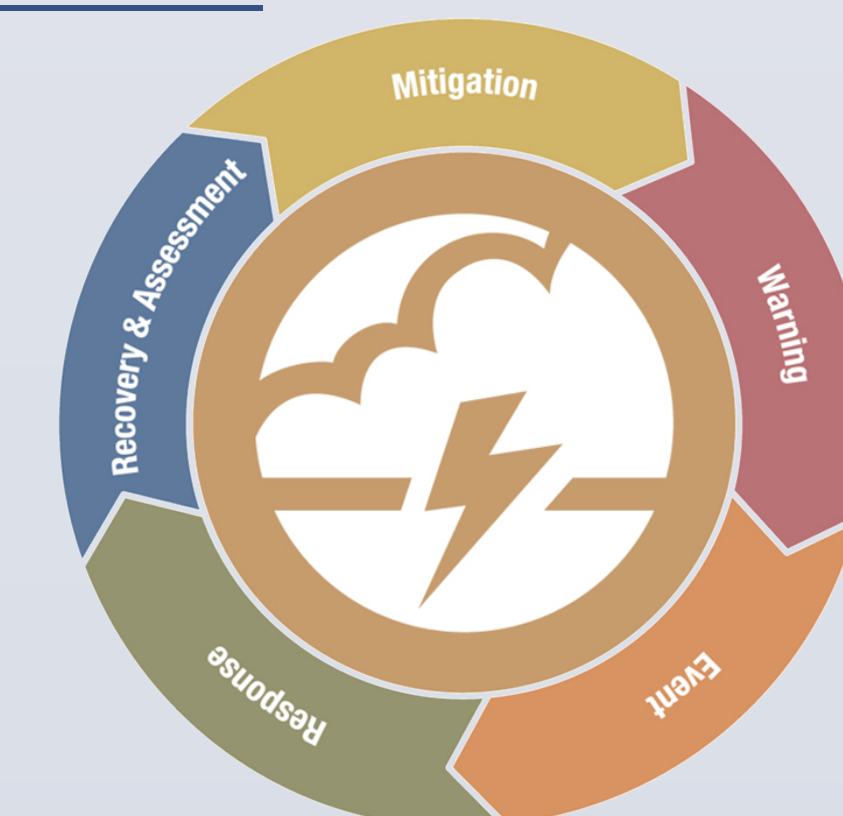 Mitigation
Warning
Event
Response
Recovery & Assessment